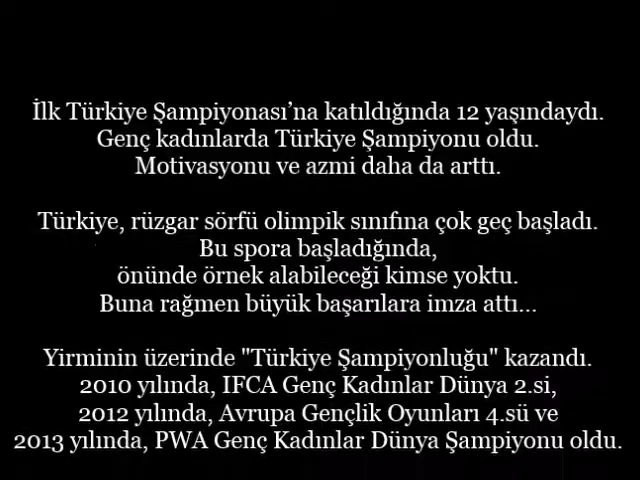 İlk Türkiye Şampiyonası’na katıldığında 12 yaşındaydı.
Genç kadınlarda Türkiye Şampiyonu oldu.
Motivasyonu ve azmi daha da arttı.
Türkiye, rüzgar sörfü olimpik sınıfına çok geç başladı.
Bu spora başladığında,
önünde örnek alabileceği kimse yoktu.
Buna rağmen büyük başarılara imza attı...
Yirminin üzerinde "Türkiye Şampiyonluğu" kazandı.
2010 yılında, IFCA Genç Kadınlar Dünya 2.si,
2012 yılında, Avrupa Gençlik Oyunları 4.sü ve
2013 yılında, PWA Genç Kadınlar Dünya Şampiyonu oldu.